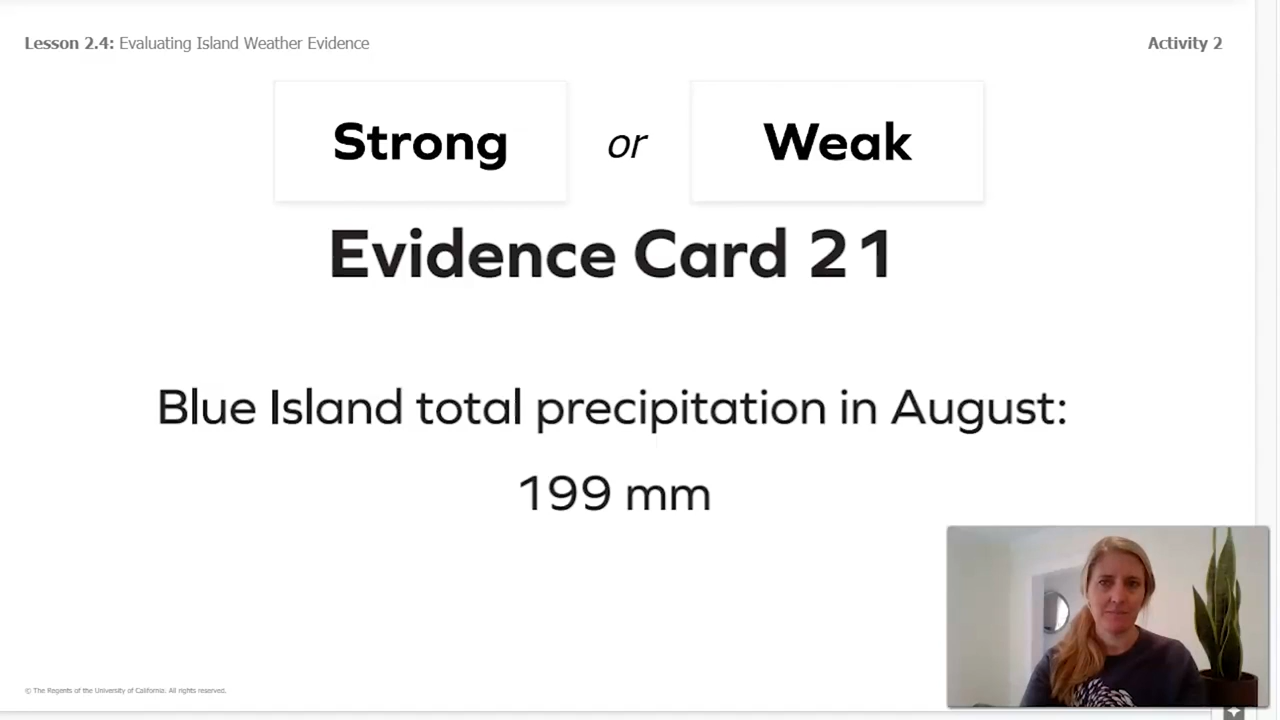 Lesson 2.4: Evaluating Island Weather Evidence
Activity 2
Strong or Weak
Evidence Card 21
Blue Island total precipitation in August:
199 mm
© The Regents of the University of California. All rights reserved.